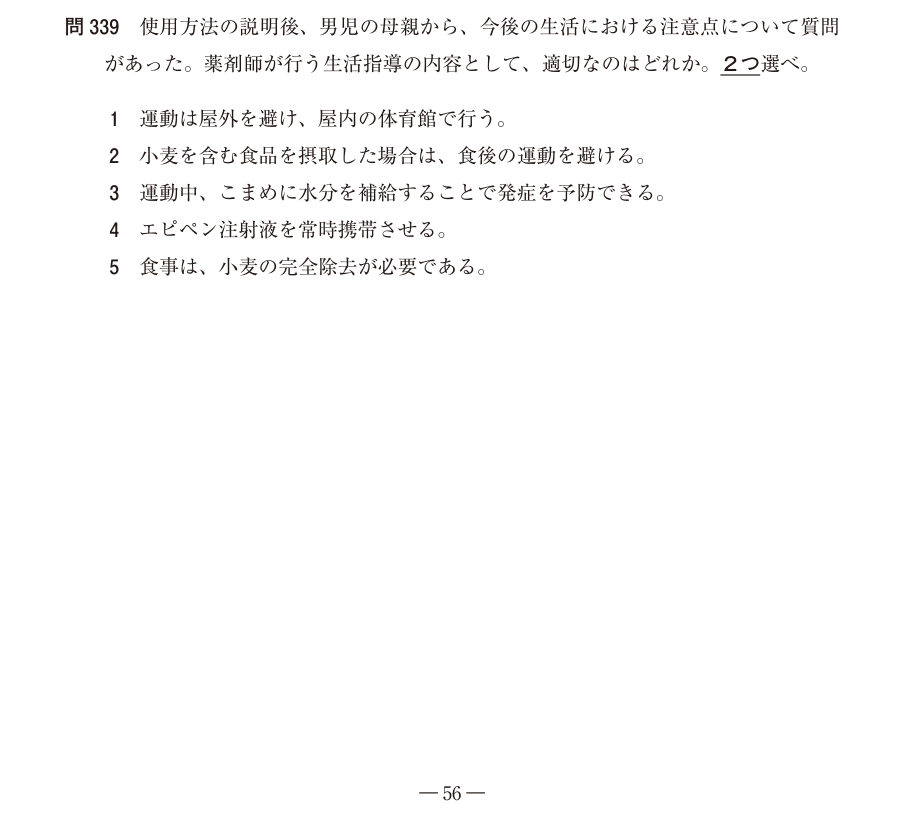 問 339　使用方法の説明後、男児の母親から、今後の生活における注意点について質問
があった。薬剤師が行う生活指導の内容として、適切なのはどれか。２つ選べ。
1　運動は屋外を避け、屋内の体育館で行う。
2　小麦を含む食品を摂取した場合は、食後の運動を避ける。
3　運動中、こまめに水分を補給することで発症を予防できる。
4　エピペン注射液を常時携帯させる。
5　食事は、小麦の完全除去が必要である。
― 56 ―